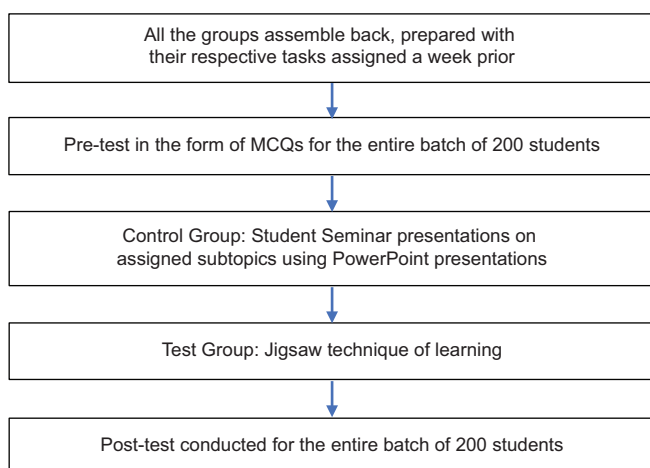 All the groups assemble back, prepared with
their respective tasks assigned a week prior
Pre-test in the form of MCQs for the entire batch of 200 students
Control Group: Student Seminar presentations on
assigned subtopics using PowerPoint presentations
Test Group: Jigsaw technique of learning
Post-test conducted for the entire batch of 200 students